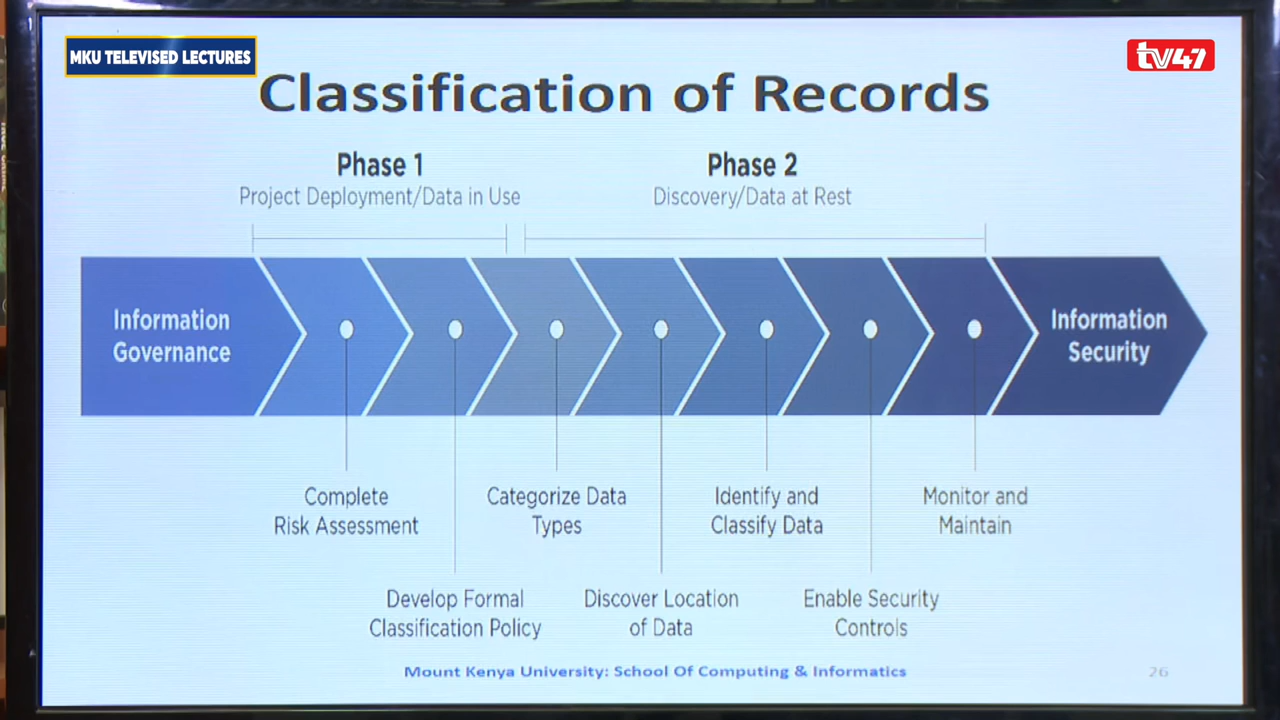 MKU TELEVISED LECTURES
tv47
Classification of Records
Phase 1
Project Deployment/Data in Use
Phase 2
Discovery/Data at Rest
Information
Governance
Information
Security
Complete
Risk Assessment
Develop Formal
Classification Policy
Categorize Data
Types
Discover Location
of Data
Identify and
Classify Data
Enable Security
Controls
Monitor and
Maintain
Mount Kenya University: School Of Computing & Informatics
26